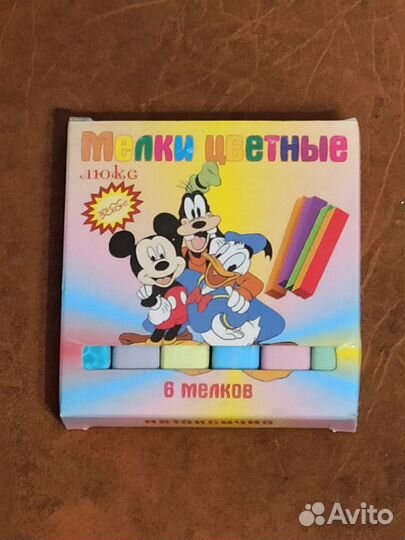 Мелки цветные
люкс
6 мелков
нетоксично
Avito